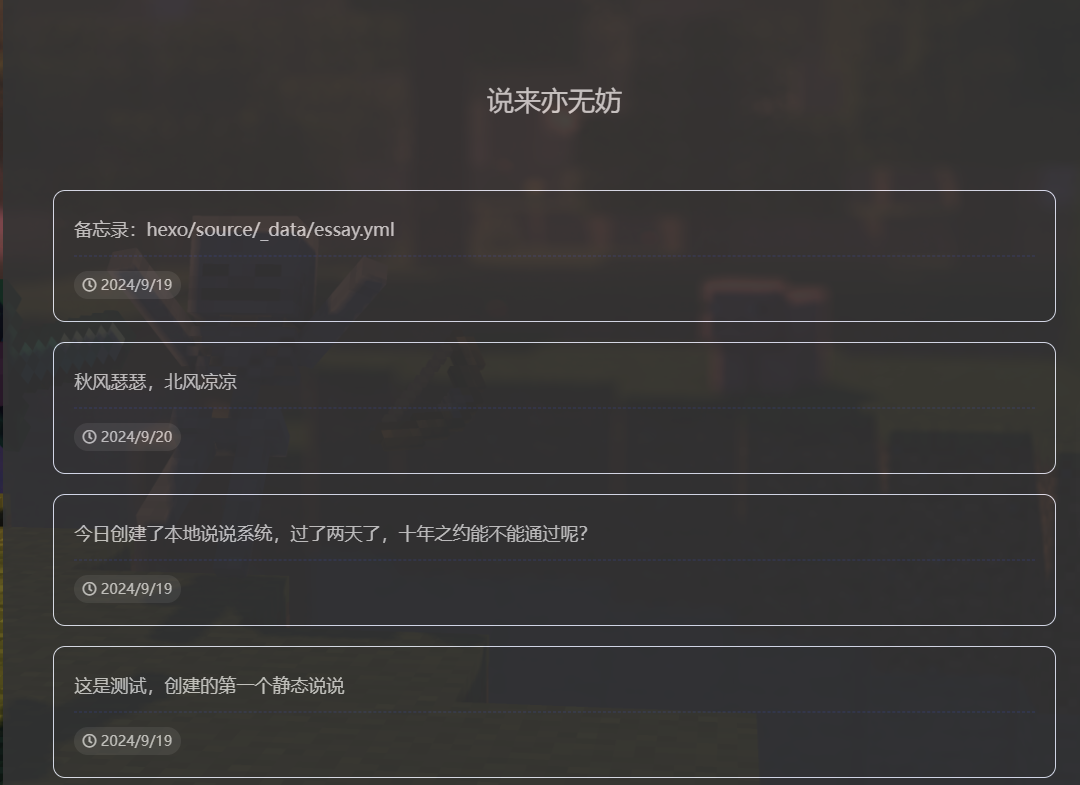 说来亦无妨
备忘录：hexo/source/_data/essay.yml
2024/9/19
秋风瑟瑟，北风凉凉
2024/9/20
今日创建了本地说说系统，过了两天了，十年之约能不能通过呢？
2024/9/19
这是测试，创建的第一个静态说说
2024/9/19